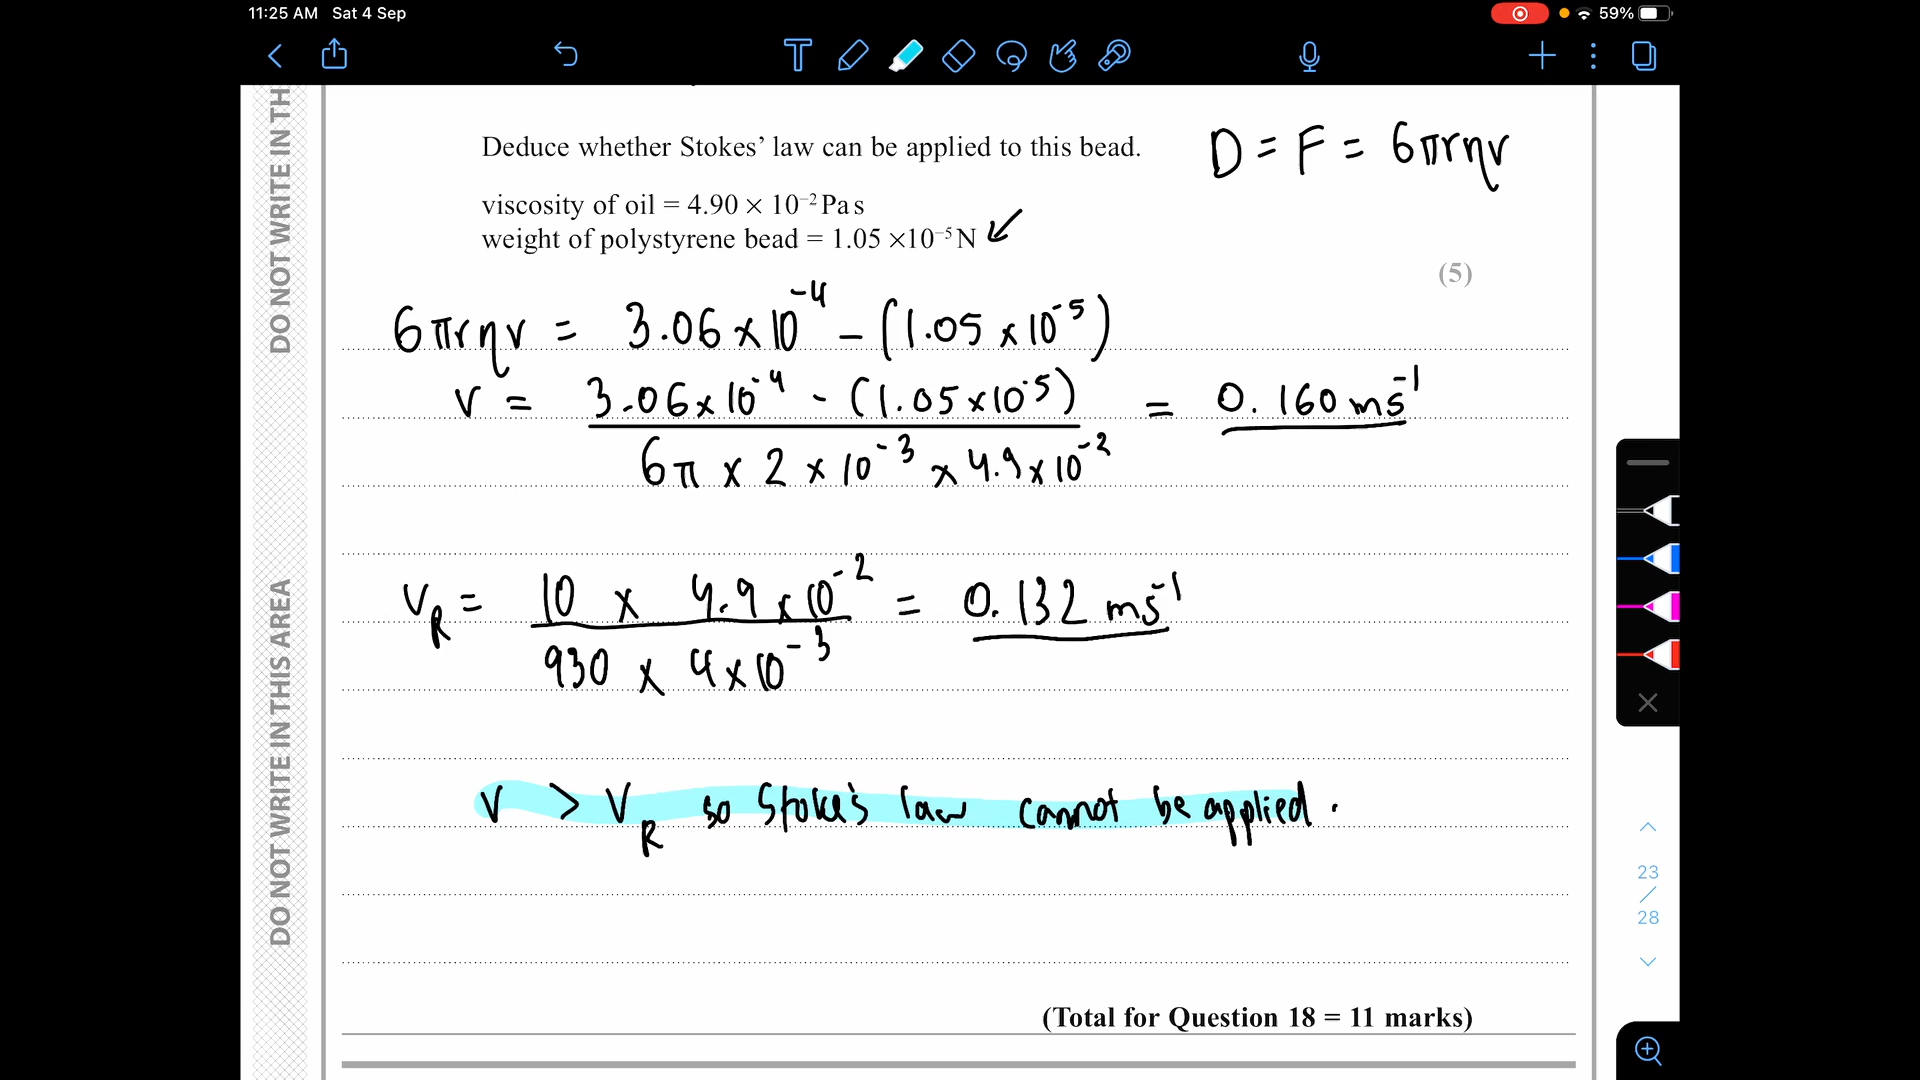 11:25 AM Sat 4 Sep
59%
DO NOT WRITE IN TH
DO NOT WRITE IN THIS AREA
Deduce whether Stokes’ law can be applied to this bead.
D = F = 6πrηv
viscosity of oil = 4.90 × 10⁻² Pa s
weight of polystyrene bead = 1.05 ×10⁻⁵ N ↙
(5)
6πrηv = 3.06 × 10⁻⁴ − (1.05 × 10⁻⁵)
v = 3.06 × 10⁻⁴ - (1.05 × 10⁻⁵) = 0.160 ms⁻¹
6π × 2 × 10⁻³ × 4.9 × 10⁻²
V_R = 10 × 4.9 × 10⁻² = 0.132 ms⁻¹
930 × 4 × 10⁻³
v > V_R so Stoke's law cannot be applied.
23
/
28
(Total for Question 18 = 11 marks)